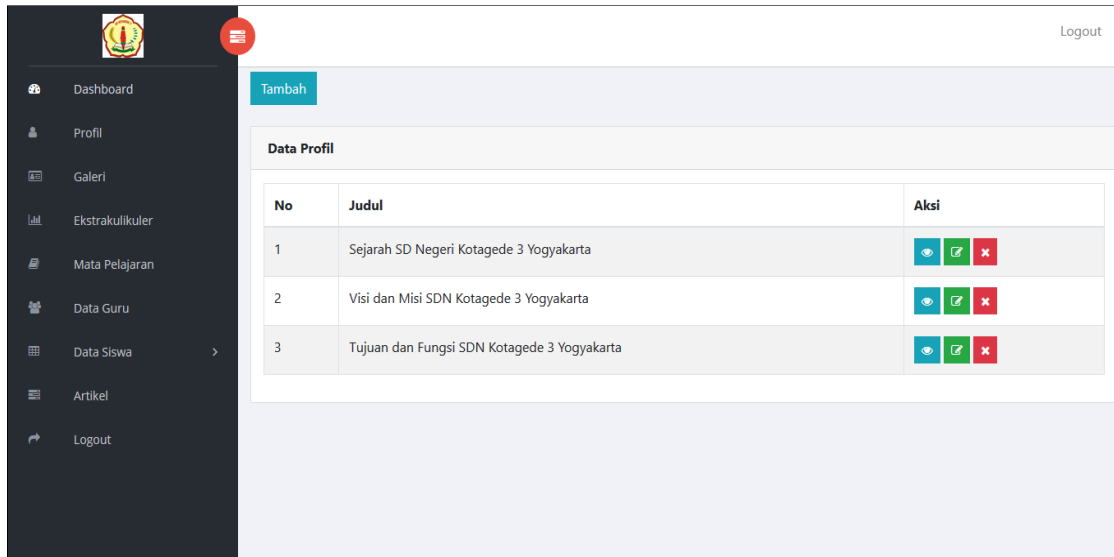 Logout
Dashboard
Profil
Galeri
Ekstrakulikuler
Mata Pelajaran
Data Guru
Data Siswa
Artikel
Logout
Tambah
Data Profil
No Judul Aksi
1 Sejarah SD Negeri Kotagede 3 Yogyakarta
2 Visi dan Misi SDN Kotagede 3 Yogyakarta
3 Tujuan dan Fungsi SDN Kotagede 3 Yogyakarta